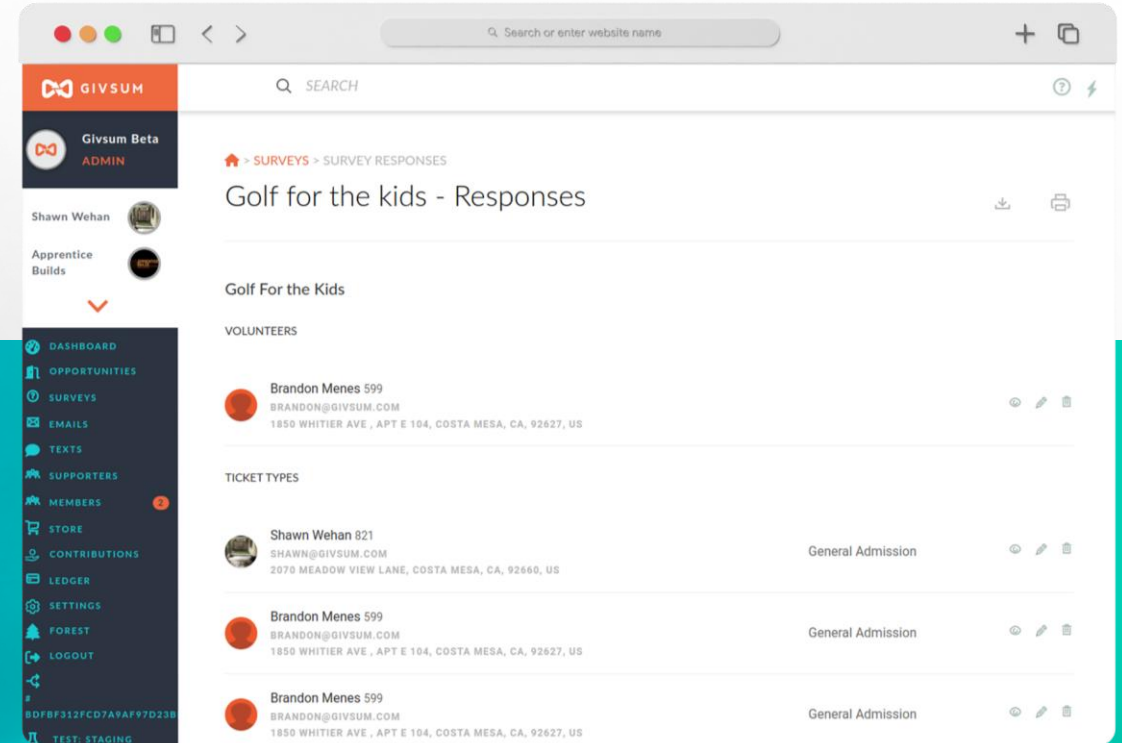 Search or enter website name
GIVSUM
SEARCH
Givsum Beta
ADMIN
Shawn Wehan
Apprentice
Builds
DASHBOARD
OPPORTUNITIES
SURVEYS
EMAILS
TEXTS
SUPPORTERS
MEMBERS 2
STORE
CONTRIBUTIONS
LEDGER
SETTINGS
FOREST
LOGOUT
#
BDFBF312FCD7A9AF97D23B
TEST: STAGING
> SURVEYS > SURVEY RESPONSES
Golf for the kids - Responses
Golf For the Kids
VOLUNTEERS
Brandon Menes 599
BRANDON@GIVSUM.COM
1850 WHITIER AVE , APT E 104, COSTA MESA, CA, 92627, US
TICKET TYPES
Shawn Wehan 821
SHAWN@GIVSUM.COM
2070 MEADOW VIEW LANE, COSTA MESA, CA, 92660, US
General Admission
Brandon Menes 599
BRANDON@GIVSUM.COM
1850 WHITIER AVE , APT E 104, COSTA MESA, CA, 92627, US
General Admission
Brandon Menes 599
BRANDON@GIVSUM.COM
1850 WHITIER AVE , APT E 104, COSTA MESA, CA, 92627, US
General Admission